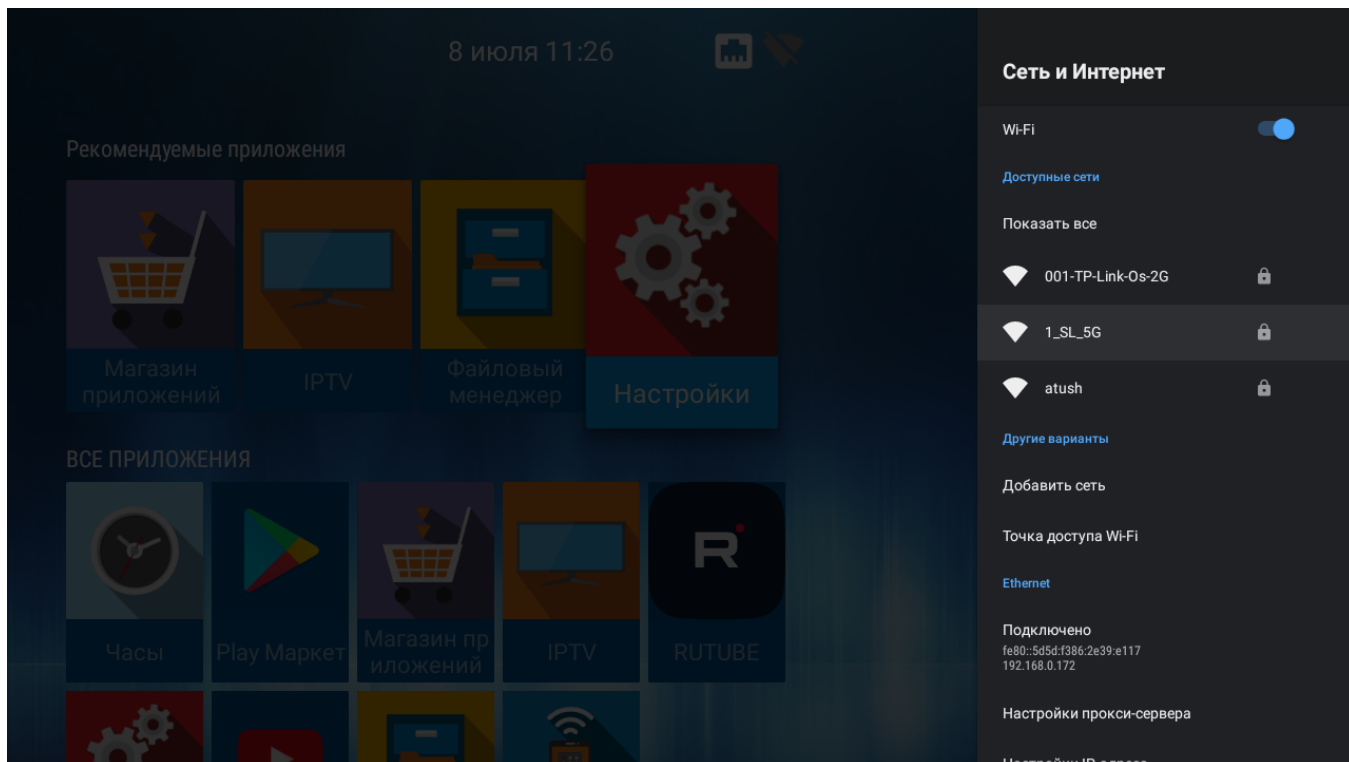 8 июля 11:26
Рекомендуемые приложения
Магазин
приложений
IPTV
Файловый
менеджер
Настройки
ВСЕ ПРИЛОЖЕНИЯ
Часы
Play Маркет
Магазин пр
иложений
IPTV
R
RUTUBE
Сеть и Интернет
Wi-Fi
Доступные сети
Показать все
001-TP-Link-Os-2G
1_SL_5G
atush
Другие варианты
Добавить сеть
Точка доступа Wi-Fi
Ethernet
Подключено
fe80::5d5d:f386:2e39:e117
192.168.0.172
Настройки прокси-сервера